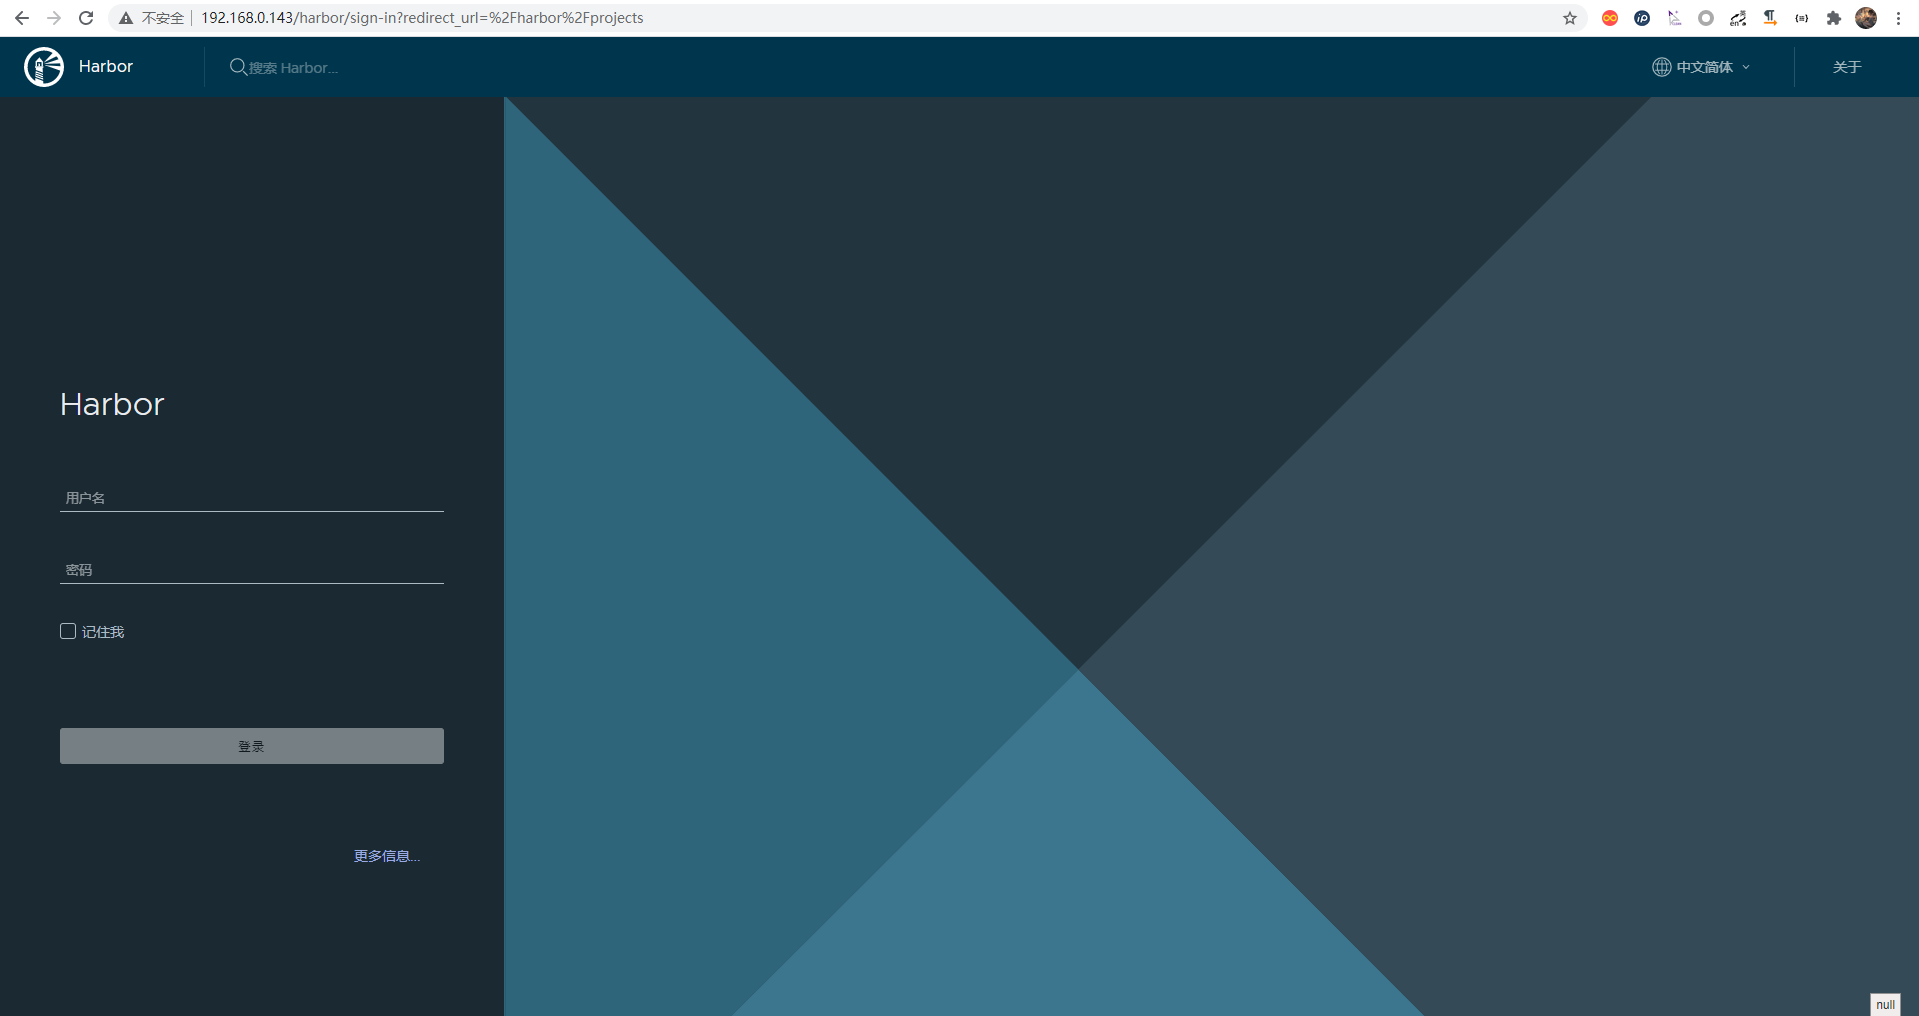 不安全 192.168.0.143/harbor/sign-in?redirect_url=%2Fharbor%2Fprojects
Harbor
搜索 Harbor...
中文简体
关于
Harbor
用户名
密码
记住我
登录
更多信息...
null